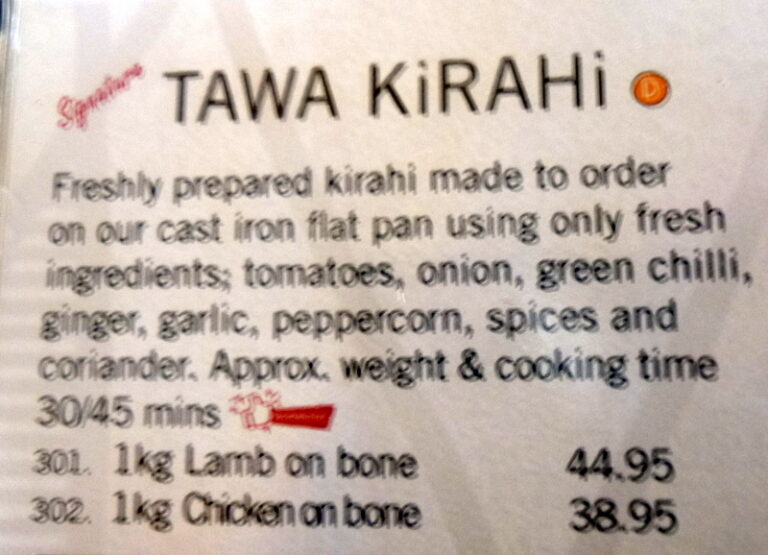 Signature TAWA KiRAHi D
Freshly prepared kirahi made to order
on our cast iron flat pan using only fresh
ingredients; tomatoes, onion, green chilli,
ginger, garlic, peppercorn, spices and
coriander. Approx. weight & cooking time
30/45 mins
301. 1kg Lamb on bone 44.95
302. 1kg Chicken on bone 38.95